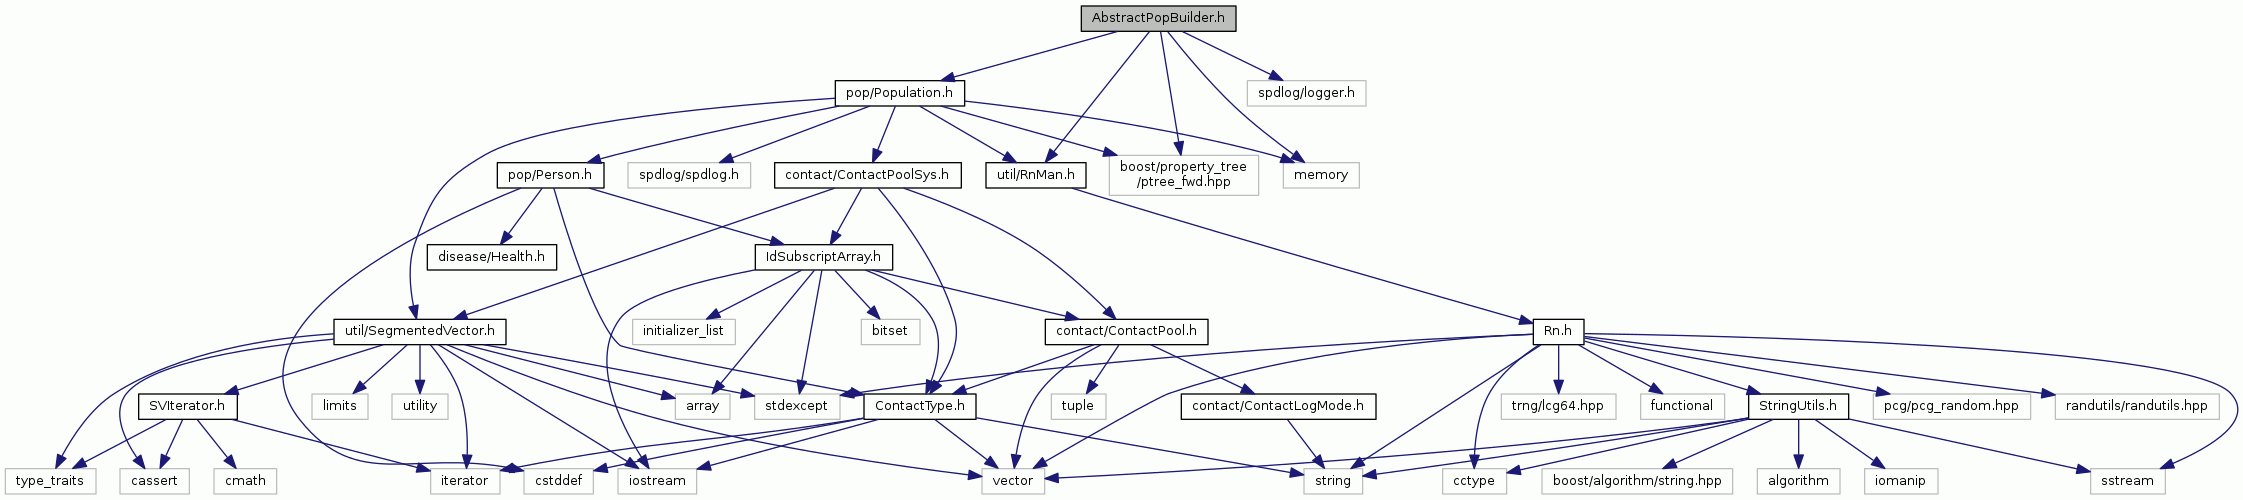 AbstractPopBuilder.h
pop/Population.h
spdlog/logger.h
pop/Person.h
spdlog/spdlog.h
contact/ContactPoolSys.h
util/RnMan.h
boost/property_tree
/ptree_fwd.hpp
memory
disease/Health.h
IdSubscriptArray.h
util/SegmentedVector.h
initializer_list
bitset
contact/ContactPool.h
Rn.h
SVIterator.h
limits
utility
array
stdexcept
ContactType.h
tuple
contact/ContactLogMode.h
trng/lcg64.hpp
functional
StringUtils.h
pcg/pcg_random.hpp
randutils/randutils.hpp
type_traits
cassert
cmath
iterator
cstddef
iostream
vector
string
cctype
boost/algorithm/string.hpp
algorithm
iomanip
sstream